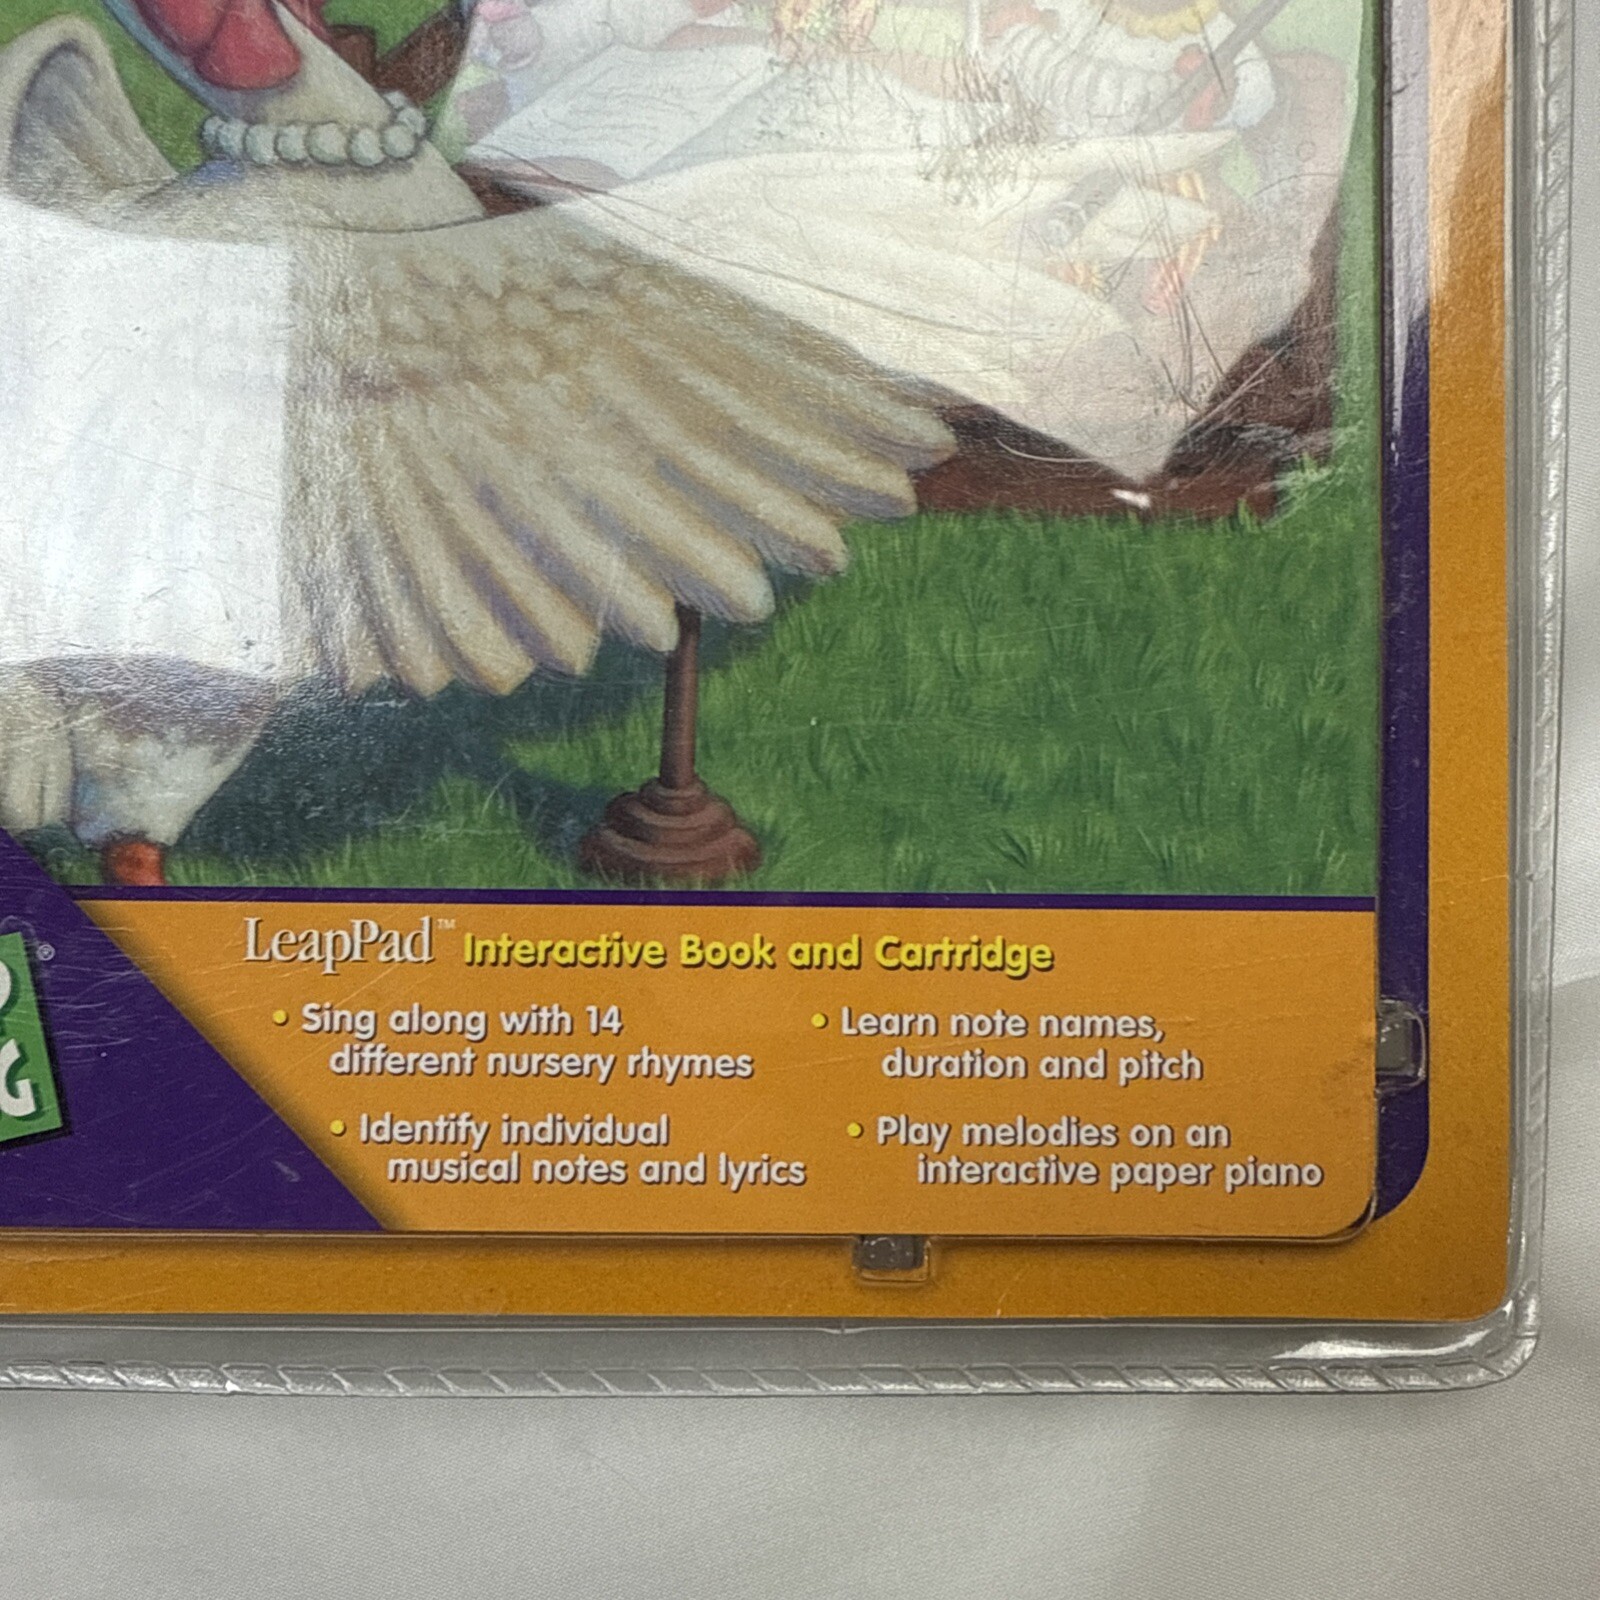 LeapPad™ Interactive Book and Cartridge
• Sing along with 14
different nursery rhymes
• Identify individual
musical notes and lyrics
• Learn note names,
duration and pitch
• Play melodies on an
interactive paper piano
®